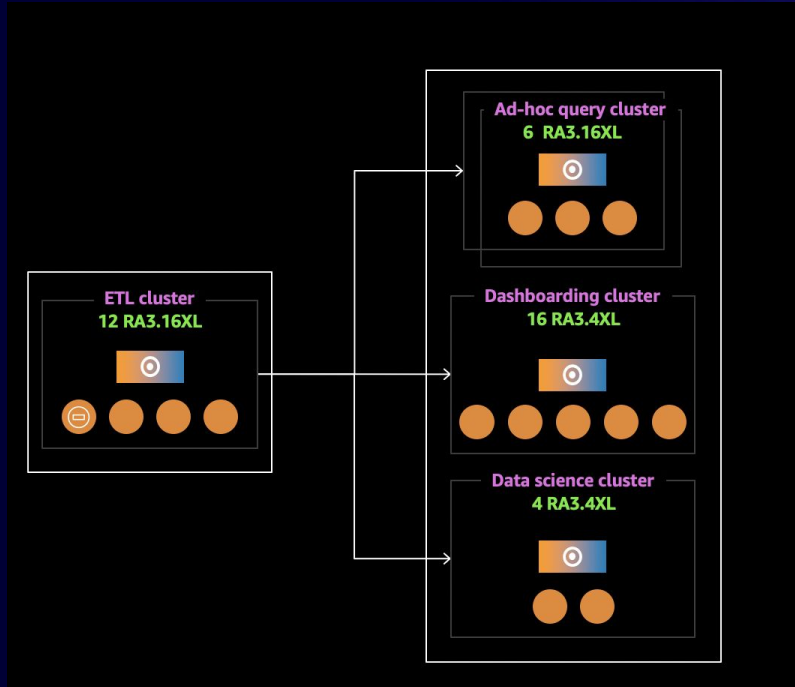 Ad-hoc query cluster
6 RA3.16XL
ETL cluster
12 RA3.16XL
Dashboarding cluster
16 RA3.4XL
Data science cluster
4 RA3.4XL